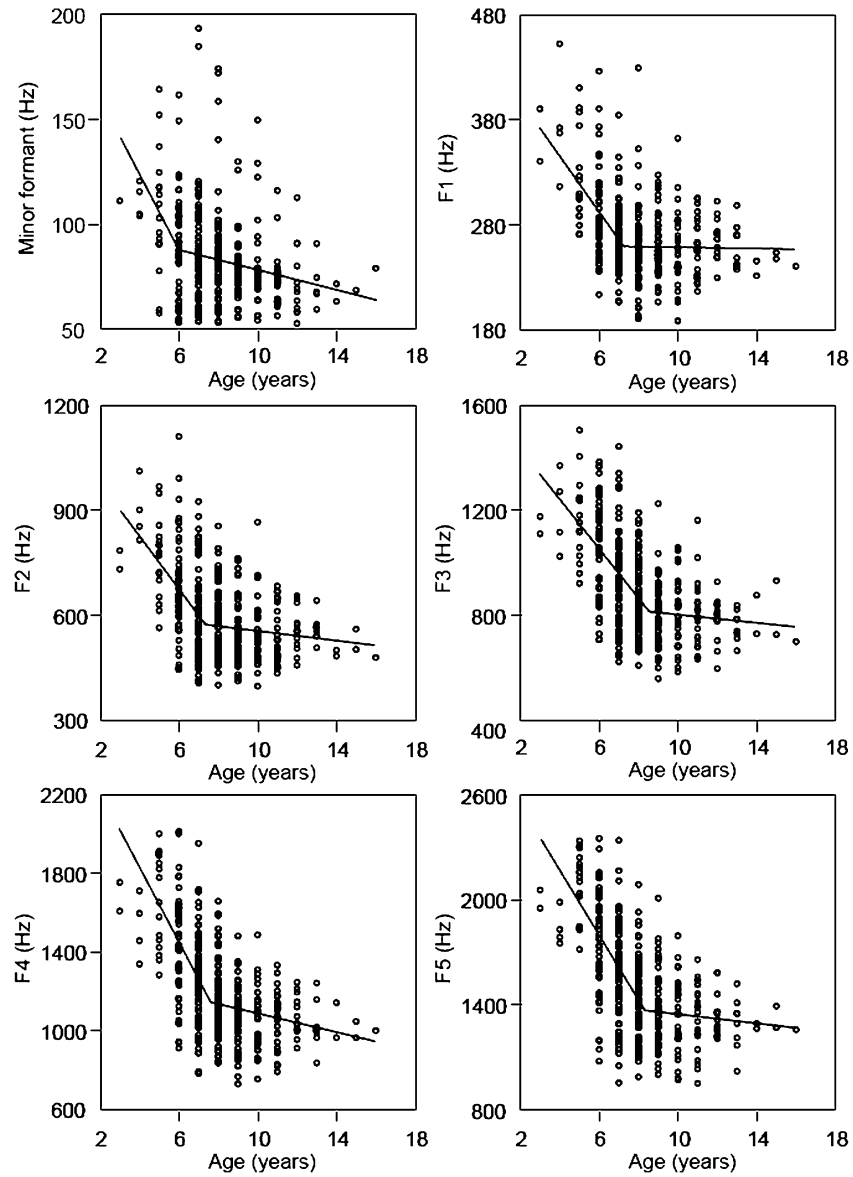 200
150
100
50
Minor formant (Hz)
2 6 10 14 18
Age (years)
480
380
280
180
F1 (Hz)
2 6 10 14 18
Age (years)
1200
900
600
300
F2 (Hz)
2 6 10 14 18
Age (years)
1600
1200
800
400
F3 (Hz)
2 6 10 14 18
Age (years)
2200
1800
1400
1000
600
F4 (Hz)
2 6 10 14 18
Age (years)
2600
2000
1400
800
F5 (Hz)
2 6 10 14 18
Age (years)